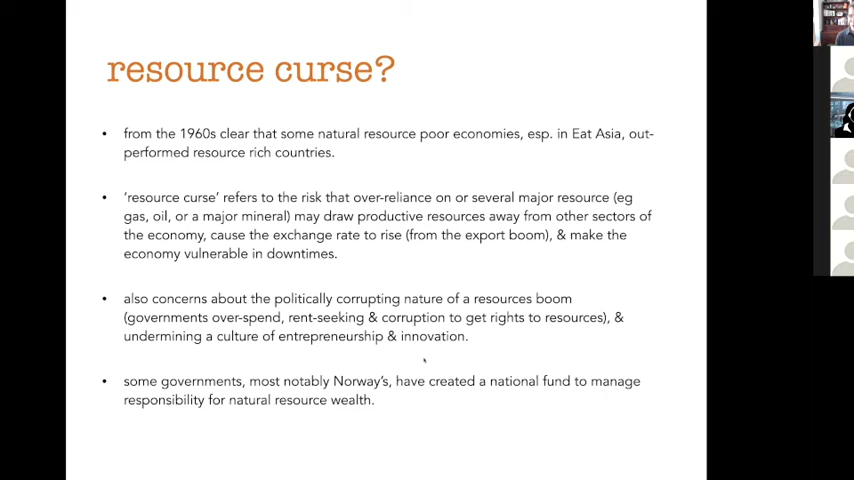 resource curse?
• from the 1960s clear that some natural resource poor economies, esp. in Eat Asia, out-
performed resource rich countries.
• ‘resource curse’ refers to the risk that over-reliance on or several major resource (eg
gas, oil, or a major mineral) may draw productive resources away from other sectors of
the economy, cause the exchange rate to rise (from the export boom), & make the
economy vulnerable in downtimes.
• also concerns about the politically corrupting nature of a resources boom
(governments over-spend, rent-seeking & corruption to get rights to resources), &
undermining a culture of entrepreneurship & innovation.
• some governments, most notably Norway’s, have created a national fund to manage
responsibility for natural resource wealth.